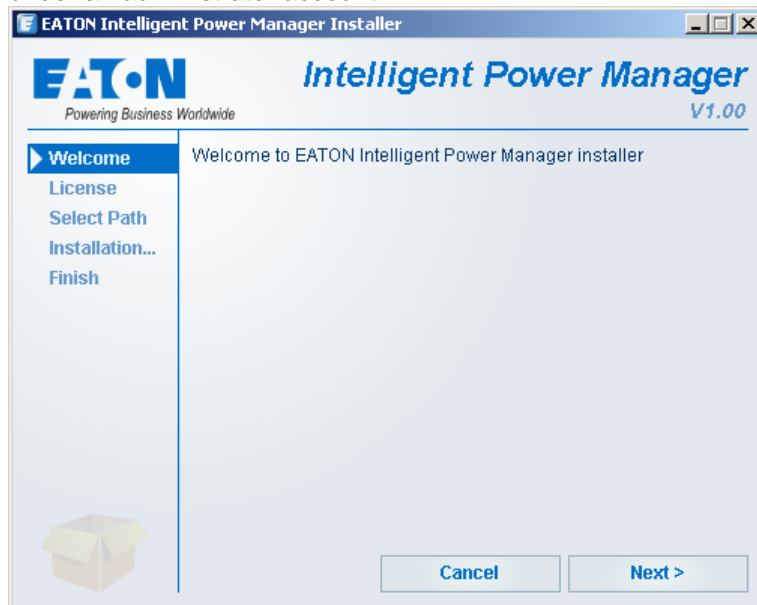 EATON Intelligent Power Manager Installer
EATON
Powering Business Worldwide
Intelligent Power Manager
V1.00
Welcome
License
Select Path
Installation...
Finish
Welcome to EATON Intelligent Power Manager installer
Cancel
Next >